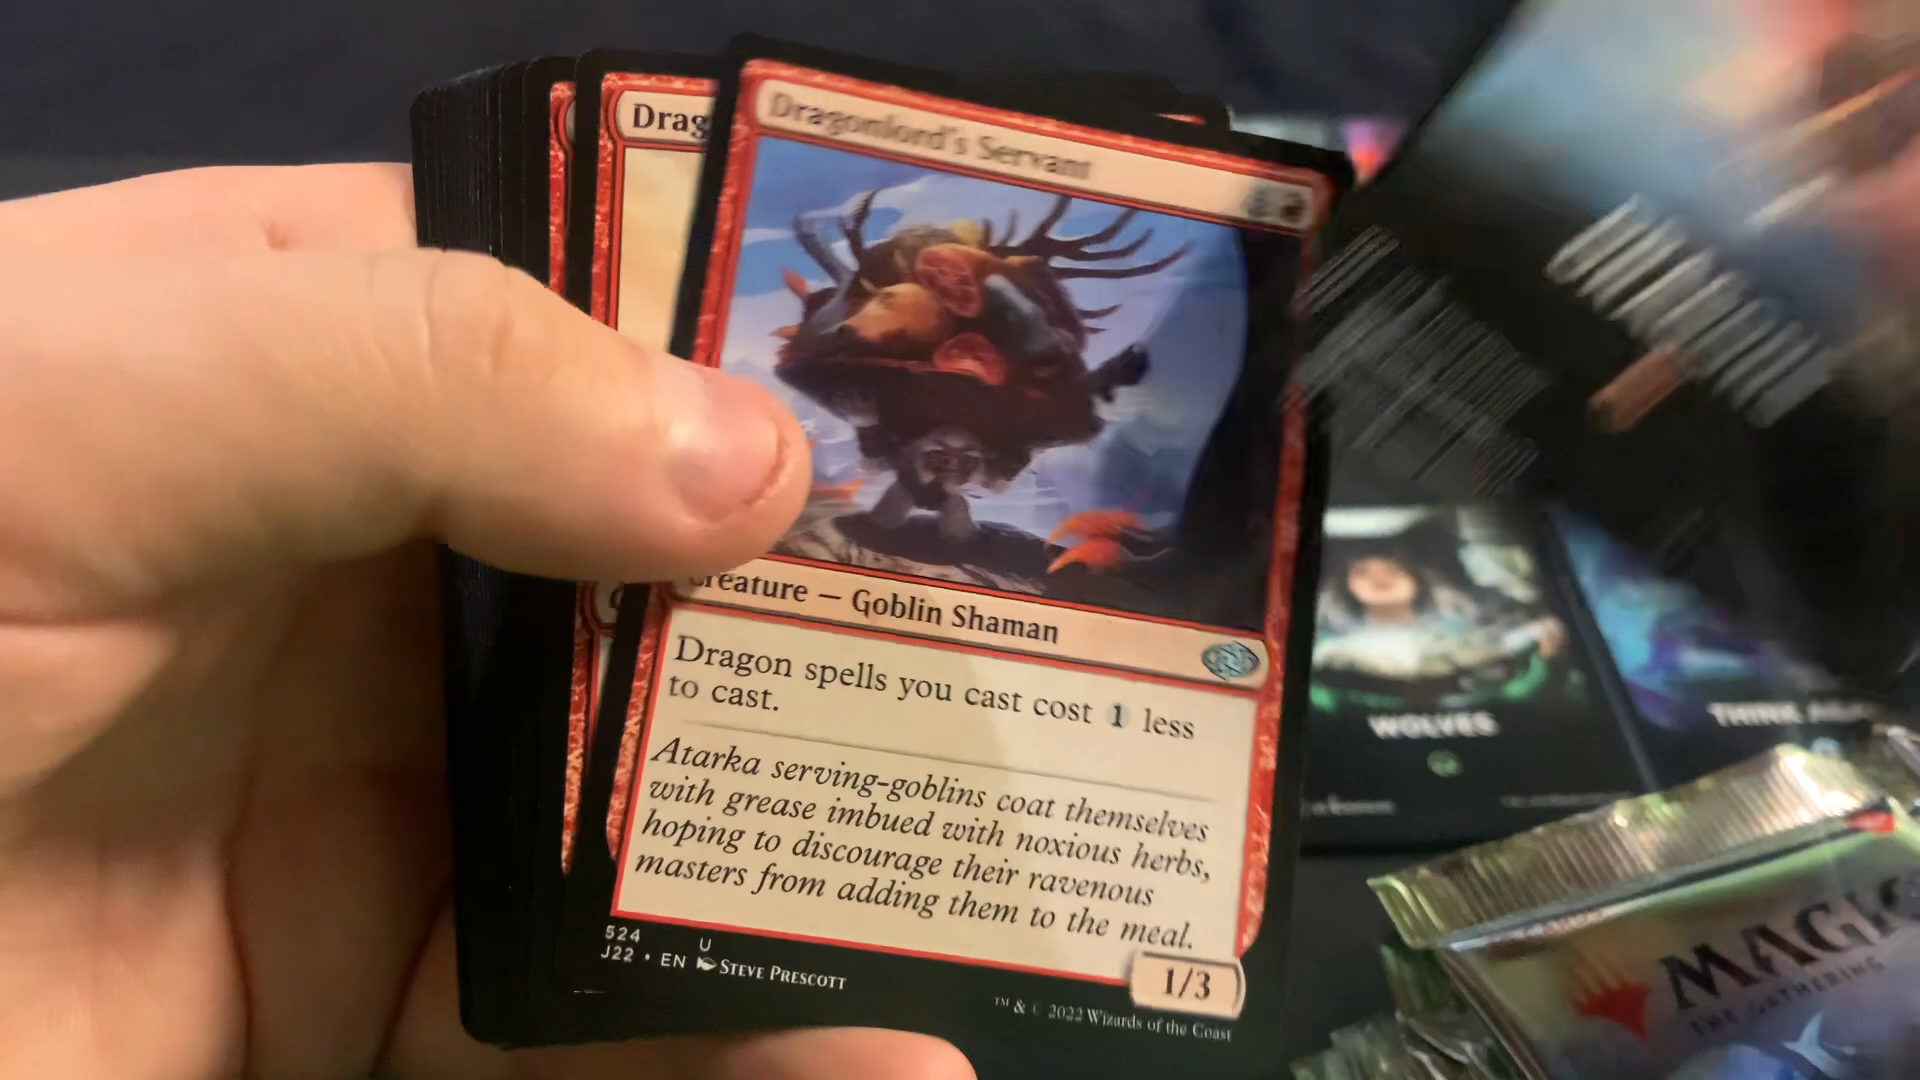 Drag
Dragonlord's Servant
Creature — Goblin Shaman
Dragon spells you cast cost 1 less
to cast.
Atarka serving-goblins coat themselves
with grease imbued with noxious herbs,
hoping to discourage their ravenous
masters from adding them to the meal.
1/3
524 U
J22 • EN STEVE PRESCOTT
™ & © 2022 Wizards of the Coast
WOLVES
THINK
MAGIC
THE GATHERING